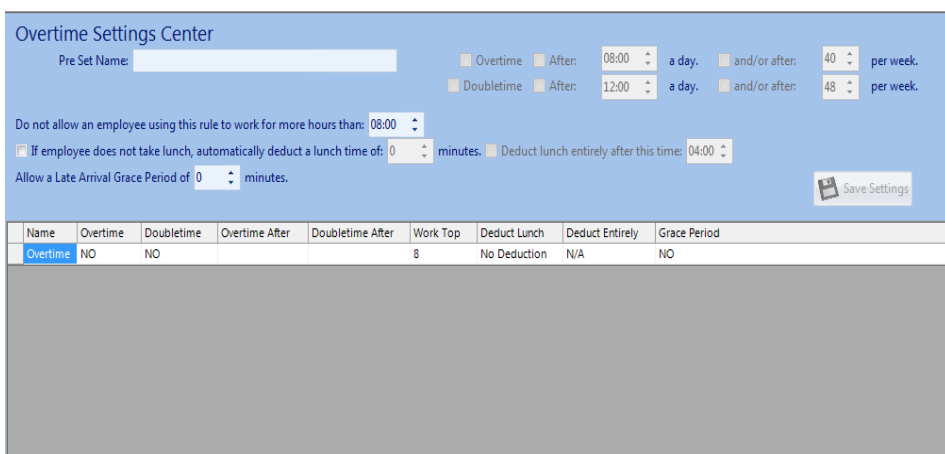 Overtime Settings Center
Pre Set Name: Overtime After: 08:00 a day. and/or after: 40 per week.
Doubletime After: 12:00 a day. and/or after: 48 per week.
Do not allow an employee using this rule to work for more hours than: 08:00
If employee does not take lunch, automatically deduct a lunch time of: 0 minutes. Deduct lunch entirely after this time: 04:00
Allow a Late Arrival Grace Period of 0 minutes.
Save Settings
Name Overtime Doubletime Overtime After Doubletime After Work Top Deduct Lunch Deduct Entirely Grace Period
Overtime NO NO 8 No Deduction N/A NO